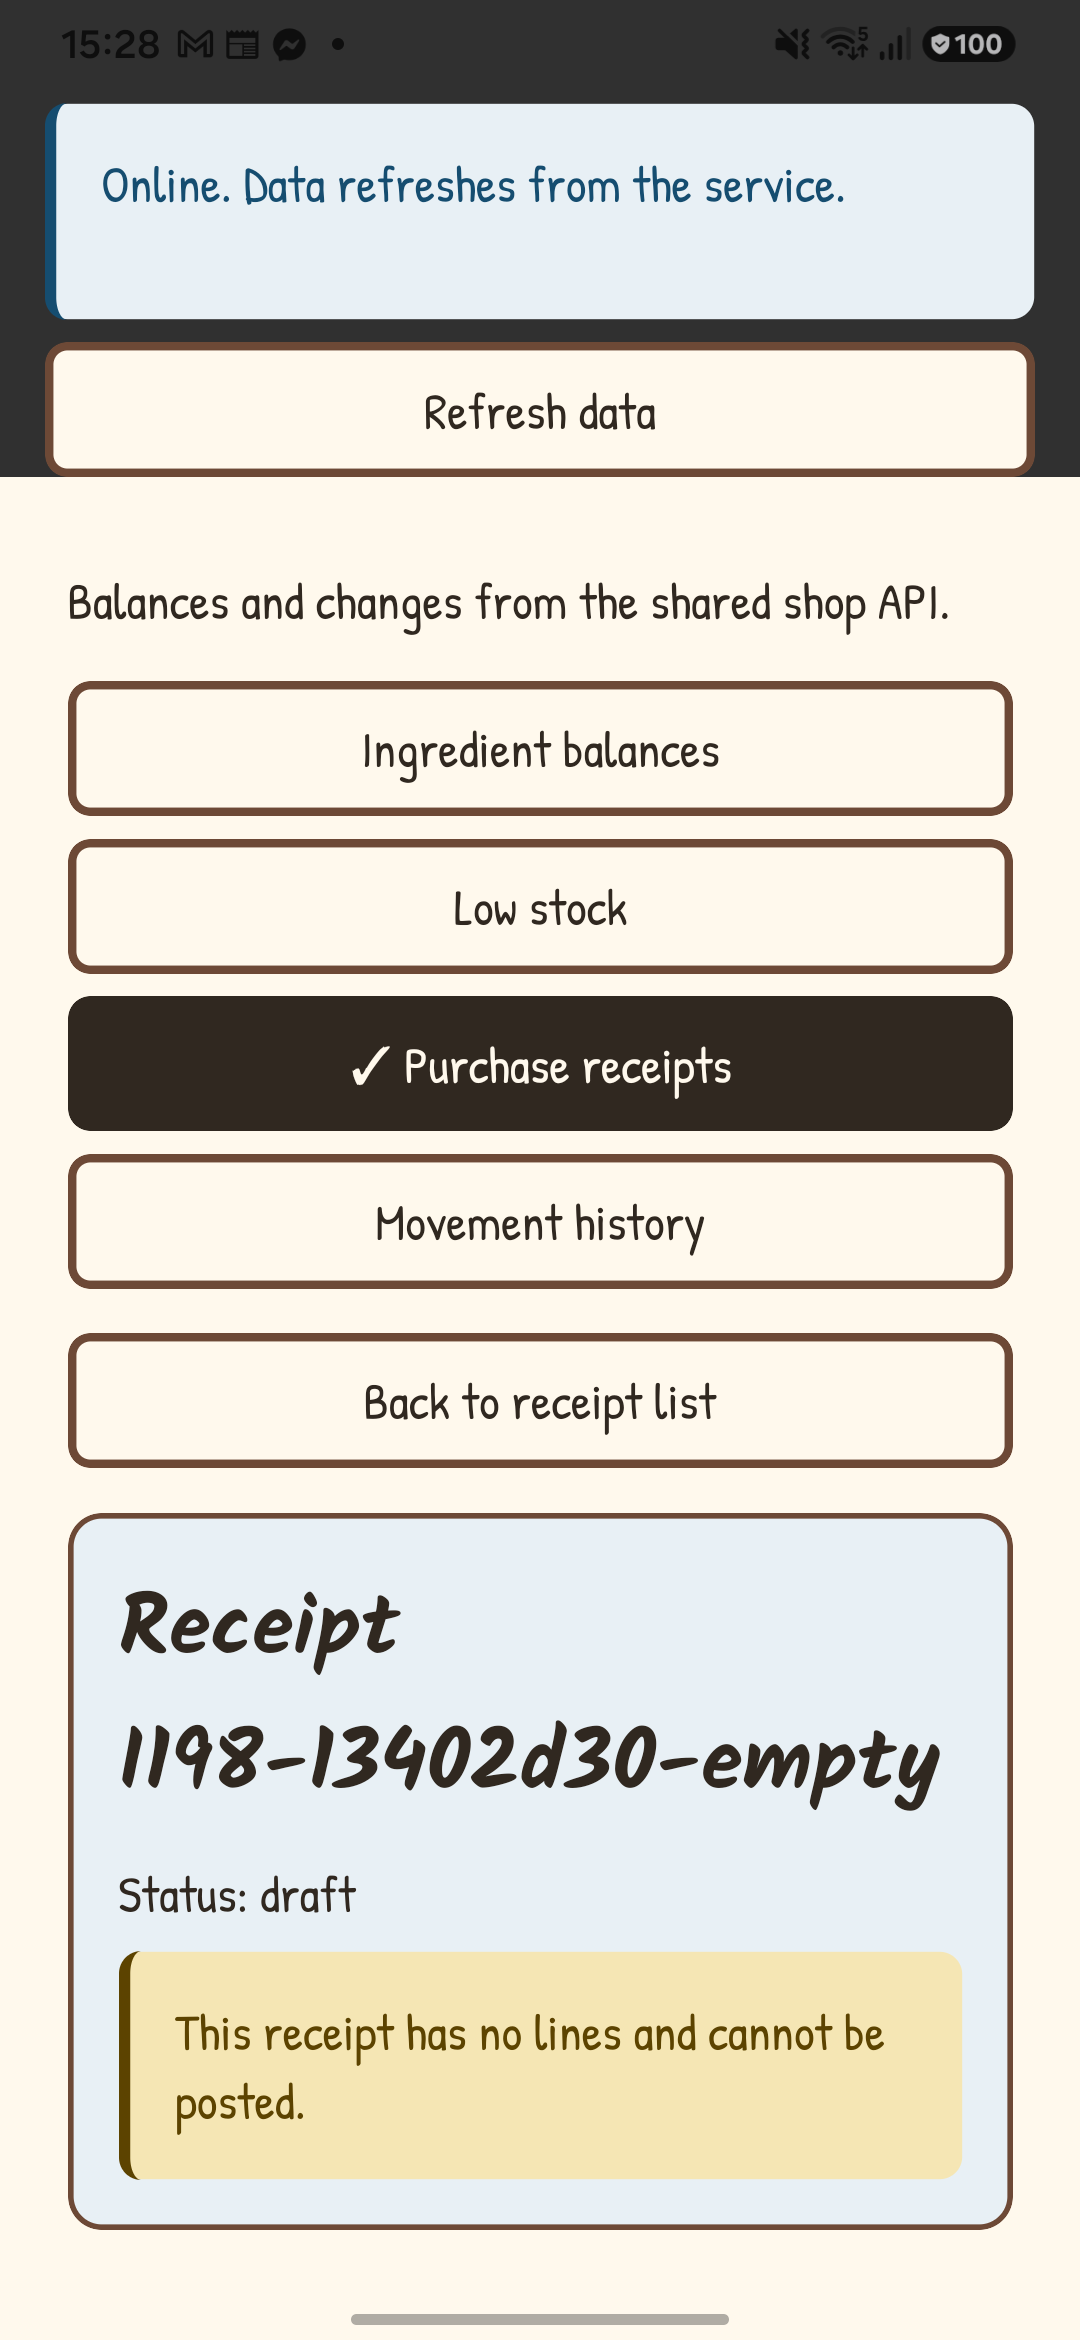 15:28
5
100
Online. Data refreshes from the service.
Refresh data
Balances and changes from the shared shop API.
Ingredient balances
Low stock
✓ Purchase receipts
Movement history
Back to receipt list
Receipt
1198-13402d30-empty
Status: draft
This receipt has no lines and cannot be
posted.